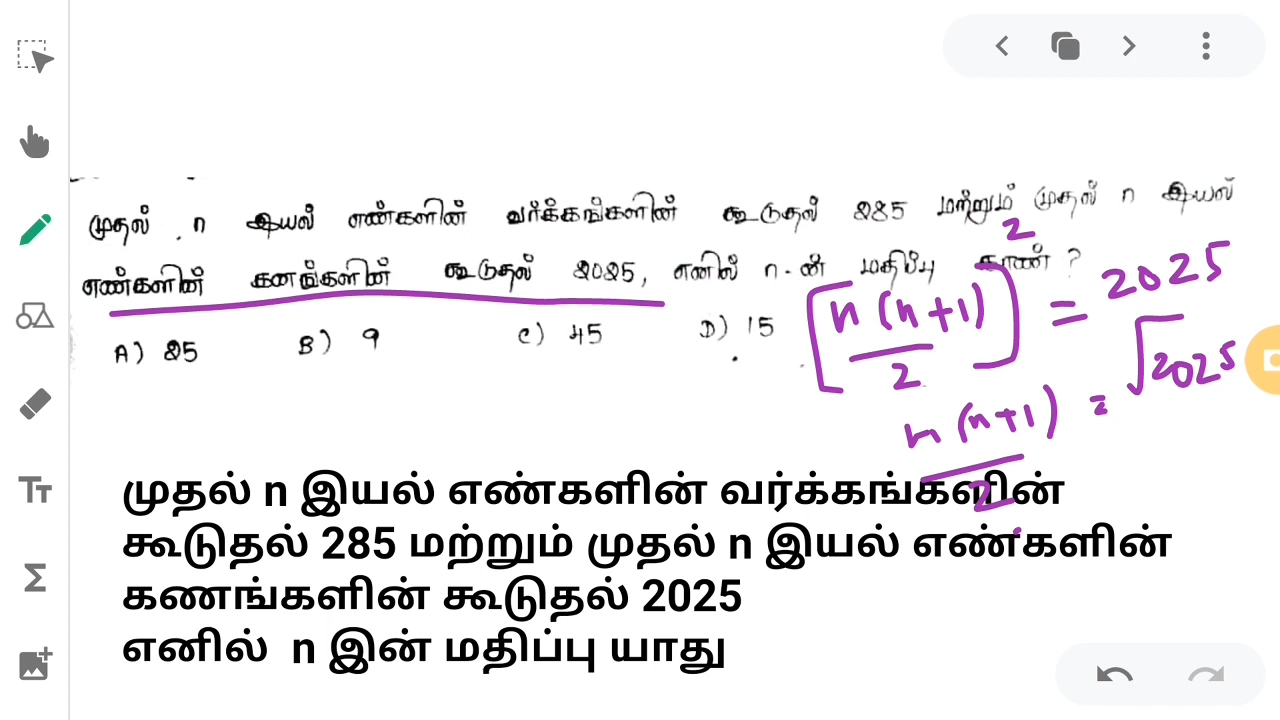 முதல் n இயல் எண்களின் வர்க்கங்களின் கூடுதல் 285 மற்றும் முதல் n இயல்
எண்களின் கனங்களின் கூடுதல் 2025, எனில் n-ன் மதிப்பு காண் ?
A) 25 B) 9 C) 45 D) 15
[n(n+1)/2]² = 2025
n(n+1)/2 = √2025
முதல் n இயல் எண்களின் வர்க்கங்களின்
கூடுதல் 285 மற்றும் முதல் n இயல் எண்களின்
கணங்களின் கூடுதல் 2025
எனில் n இன் மதிப்பு யாது